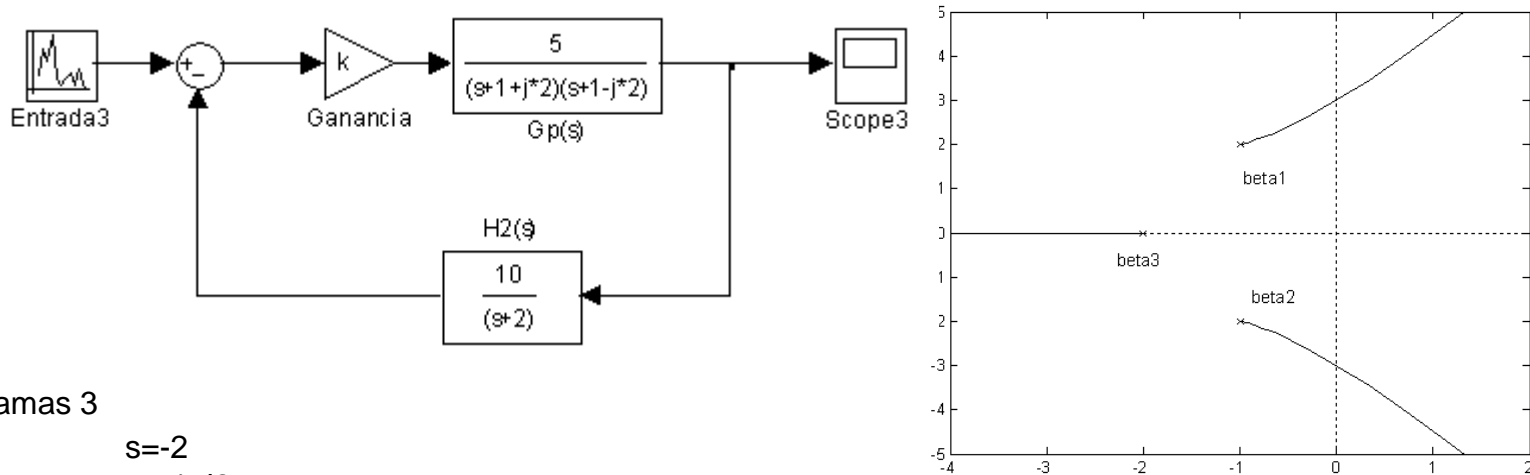 5
(s+1+j*2)(s+1-j*2)
Gp(s)
+
-
k
Entrada3
Ganancia
Scope3
H2(s)
10
(s+2)
amas 3
s=-2
5
4
3
2
1
0
1
2
-3
-4
-5
-4
-3
-2
-1
0
1
2
beta1
beta3
beta2